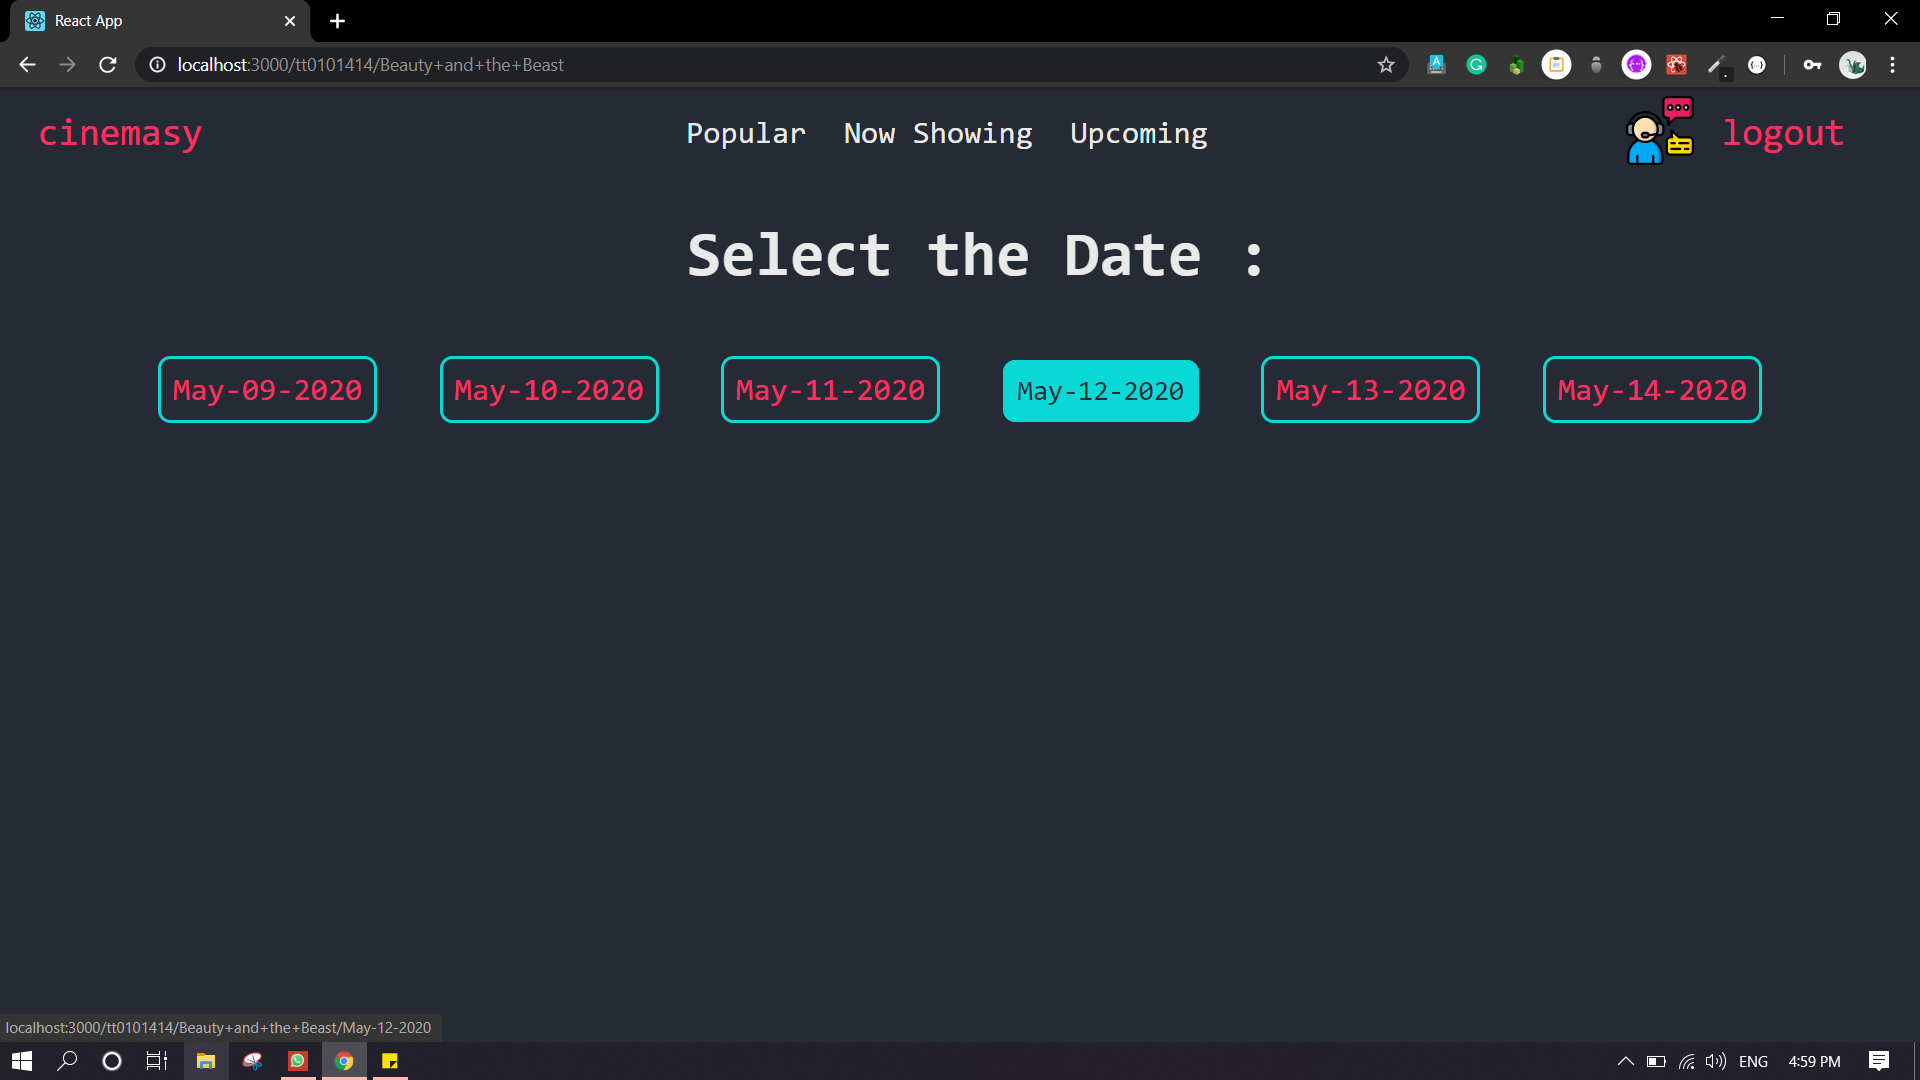 React App
localhost:3000/tt0101414/Beauty+and+the+Beast
cinemasy
Popular Now Showing Upcoming
logout
Select the Date :
May-09-2020 May-10-2020 May-11-2020 May-12-2020 May-13-2020 May-14-2020
localhost:3000/tt0101414/Beauty+and+the+Beast/May-12-2020
ENG 4:59 PM